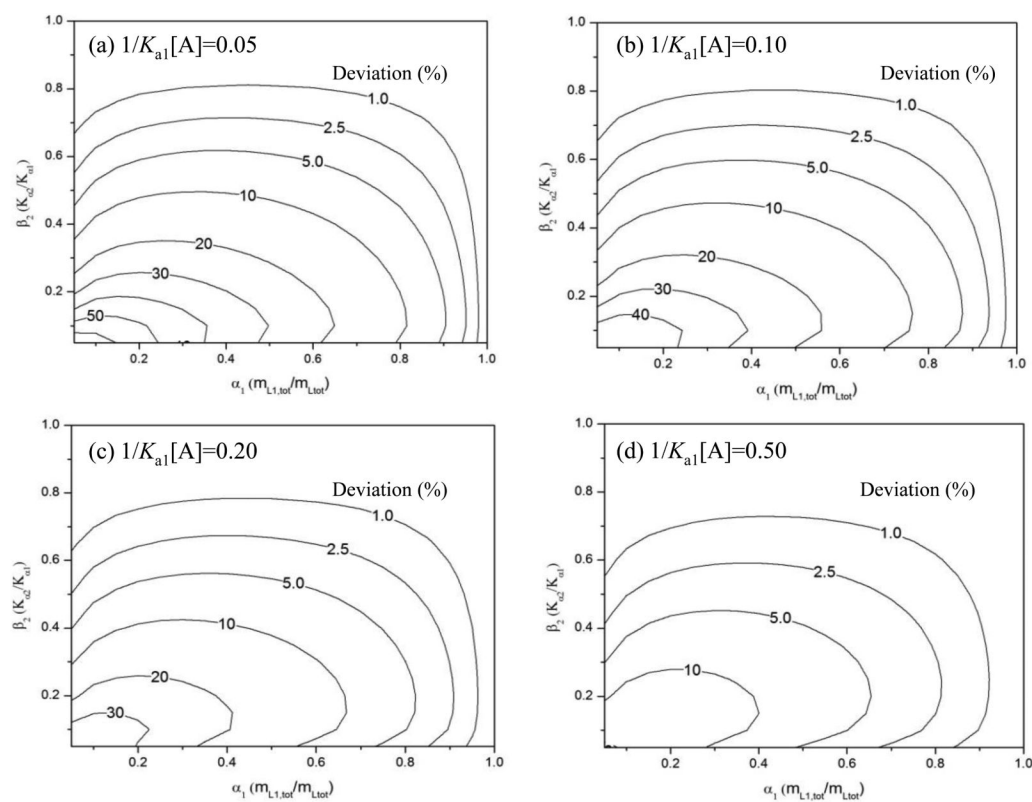 (a) 1/Ka1[A]=0.05
Deviation (%)
1.0
0.8
0.6
0.4
0.2
1.0
2.5
5.0
10
20
30
50
0.2 0.4 0.6 0.8 1.0
β2 (Kα2/Kα1)
α1 (mL1,tot/mLtot)
(b) 1/Ka1[A]=0.10
Deviation (%)
1.0
0.8
0.6
0.4
0.2
1.0
2.5
5.0
10
20
30
40
0.2 0.4 0.6 0.8 1.0
β2 (Kα2/Kα1)
α1 (mL1,tot/mLtot)
(c) 1/Ka1[A]=0.20
Deviation (%)
1.0
0.8
0.6
0.4
0.2
1.0
2.5
5.0
10
20
30
0.2 0.4 0.6 0.8 1.0
β2 (Kα2/Kα1)
α1 (mL1,tot/mLtot)
(d) 1/Ka1[A]=0.50
Deviation (%)
1.0
0.8
0.6
0.4
0.2
1.0
2.5
5.0
10
0.2 0.4 0.6 0.8 1.0
β2 (Kα2/Kα1)
α1 (mL1,tot/mLtot)